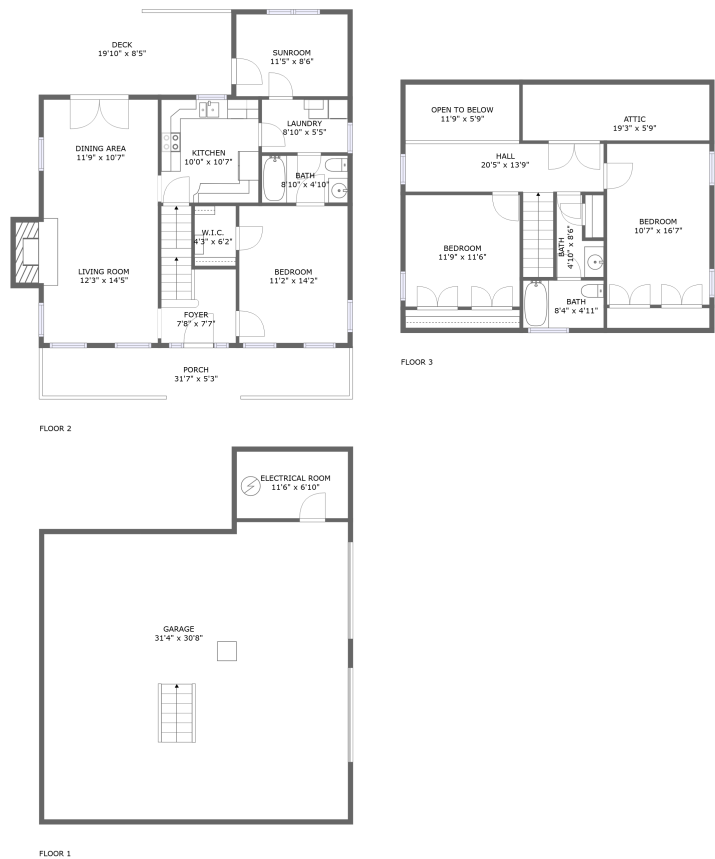 DECK
19'10" x 8'5"
SUNROOM
11'5" x 8'6"
DINING AREA
11'9" x 10'7"
KITCHEN
10'0" x 10'7"
LAUNDRY
8'10" x 5'5"
BATH
8'10" x 4'10"
W.I.C.
4'3" x 6'2"
LIVING ROOM
12'3" x 14'5"
BEDROOM
11'2" x 14'2"
FOYER
7'8" x 7'7"
PORCH
31'7" x 5'3"
FLOOR 2
OPEN TO BELOW
11'9" x 5'9"
ATTIC
19'3" x 5'9"
HALL
20'5" x 13'9"
BEDROOM
11'9" x 11'6"
BATH
4'10" x 8'6"
BEDROOM
10'7" x 16'7"
BATH
8'4" x 4'11"
FLOOR 3
ELECTRICAL ROOM
11'6" x 6'10"
GARAGE
31'4" x 30'8"
FLOOR 1